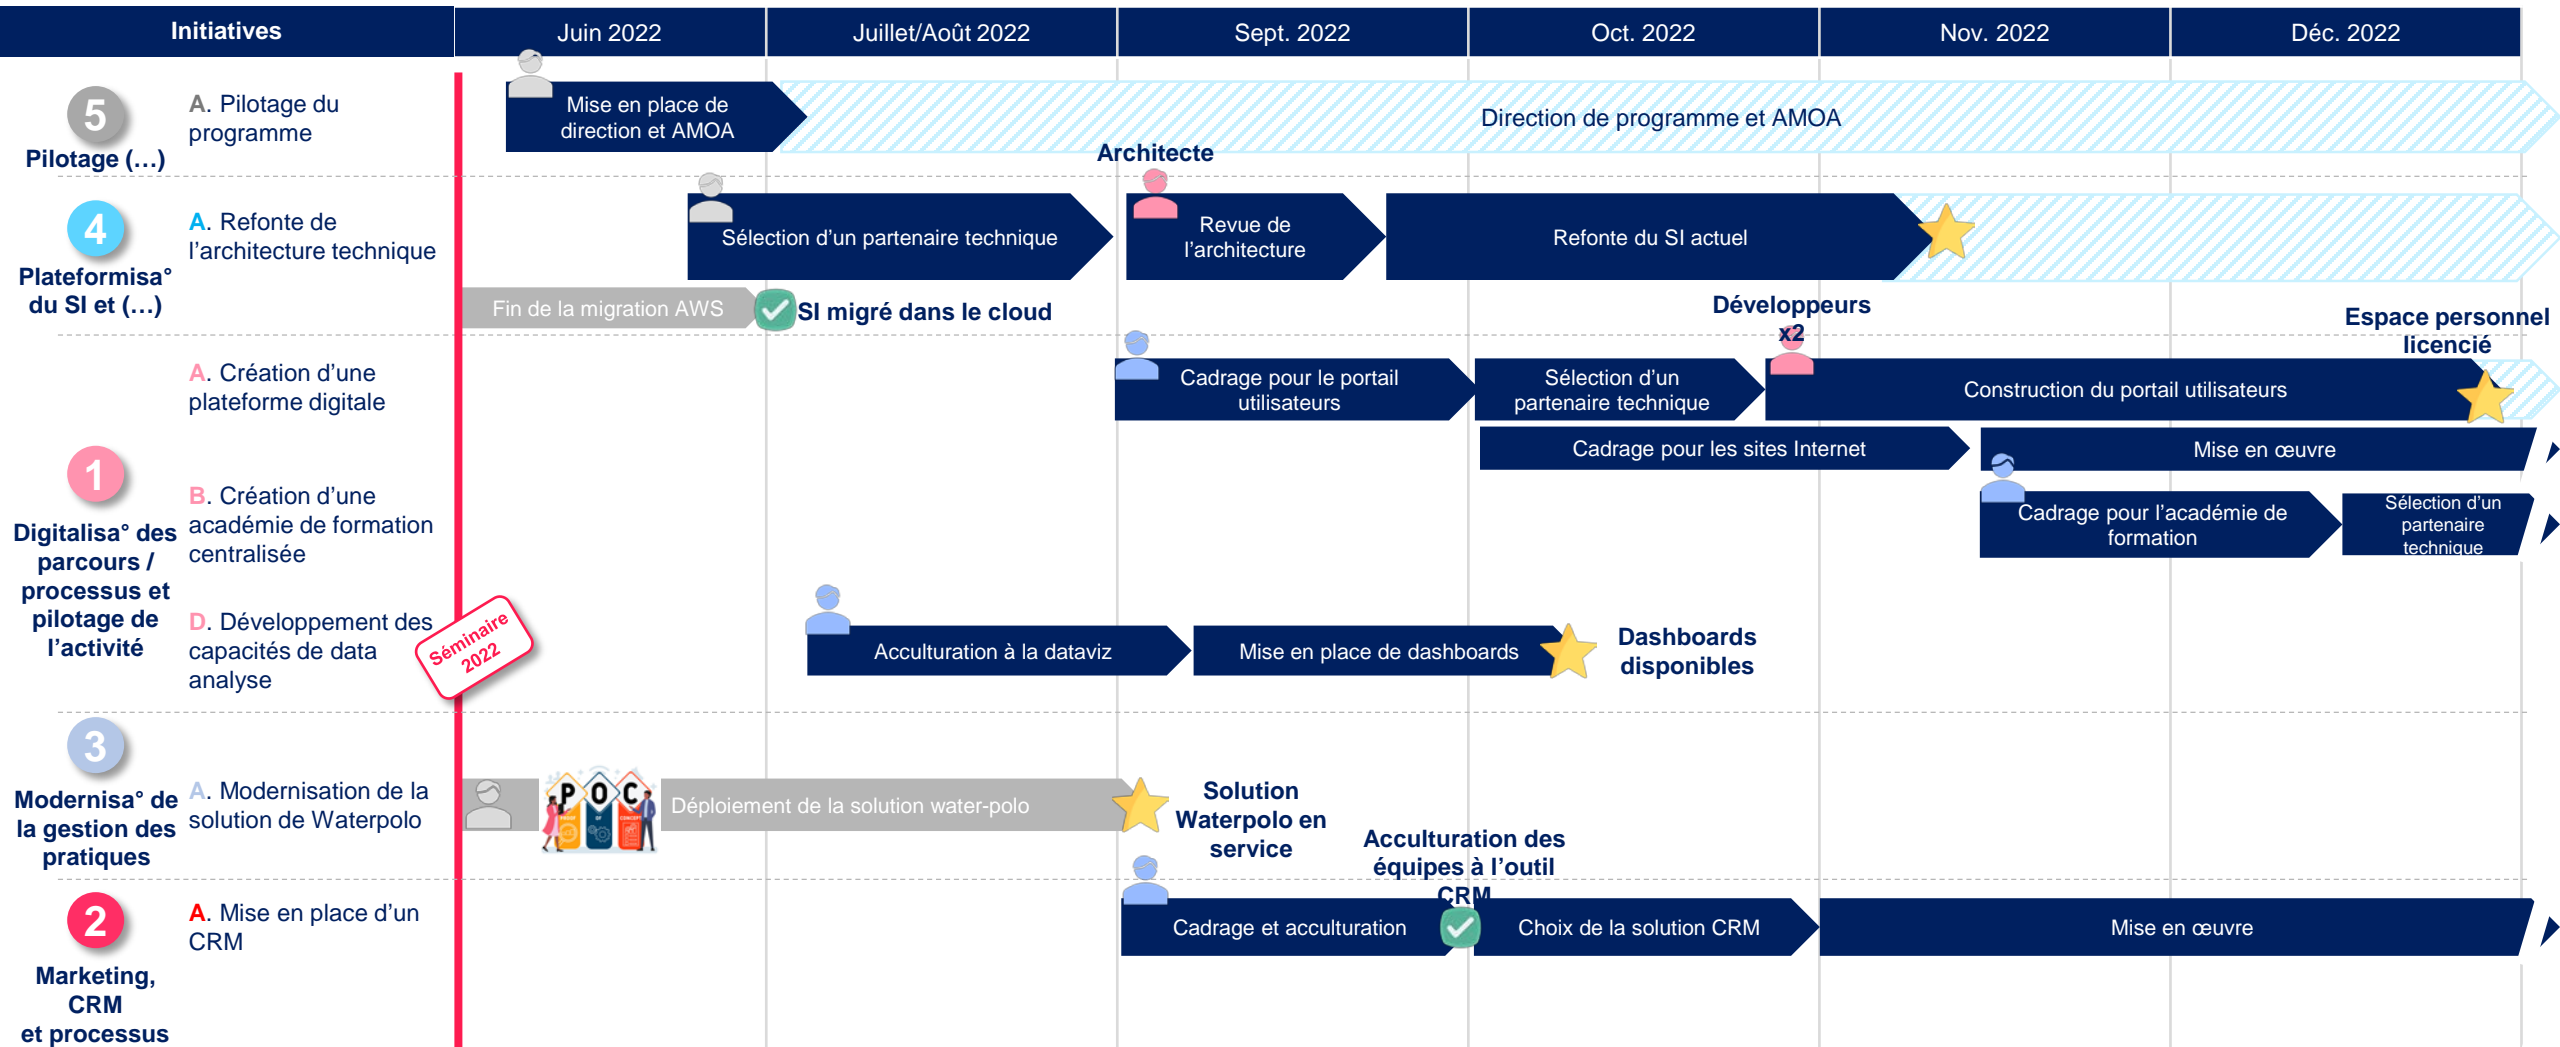 Initiatives
Juin 2022
Juillet/Août 2022
Sept. 2022
Oct. 2022
Nov. 2022
Déc. 2022
5
Pilotage (…)
A. Pilotage du
programme
Mise en place de
direction et AMOA
Direction de programme et AMOA
4
Plateformisa°
du SI et (…)
A. Refonte de
l’architecture technique
Sélection d’un partenaire technique
Architecte
Revue de
l’architecture
Refonte du SI actuel
Fin de la migration AWS
SI migré dans le cloud
1
Digitalisa° des
parcours /
processus et
pilotage de
l’activité
A. Création d’une
plateforme digitale
Cadrage pour le portail
utilisateurs
Sélection d’un
partenaire technique
Développeurs
x2
Construction du portail utilisateurs
Espace personnel
licencié
Cadrage pour les sites Internet
Mise en œuvre
B. Création d’une
académie de formation
centralisée
Cadrage pour l’académie de
formation
Sélection d’un
partenaire
technique
D. Développement des
capacités de data
analyse
Séminaire
2022
Acculturation à la dataviz
Mise en place de dashboards
Dashboards
disponibles
3
Modernisa° de
la gestion des
pratiques
A. Modernisation de la
solution de Waterpolo
POC
PROOF OF CONCEPT
Déploiement de la solution water-polo
Solution
Waterpolo en
service
2
Marketing,
CRM
et processus
A. Mise en place d’un
CRM
Cadrage et acculturation
Acculturation des
équipes à l’outil
CRM
Choix de la solution CRM
Mise en œuvre